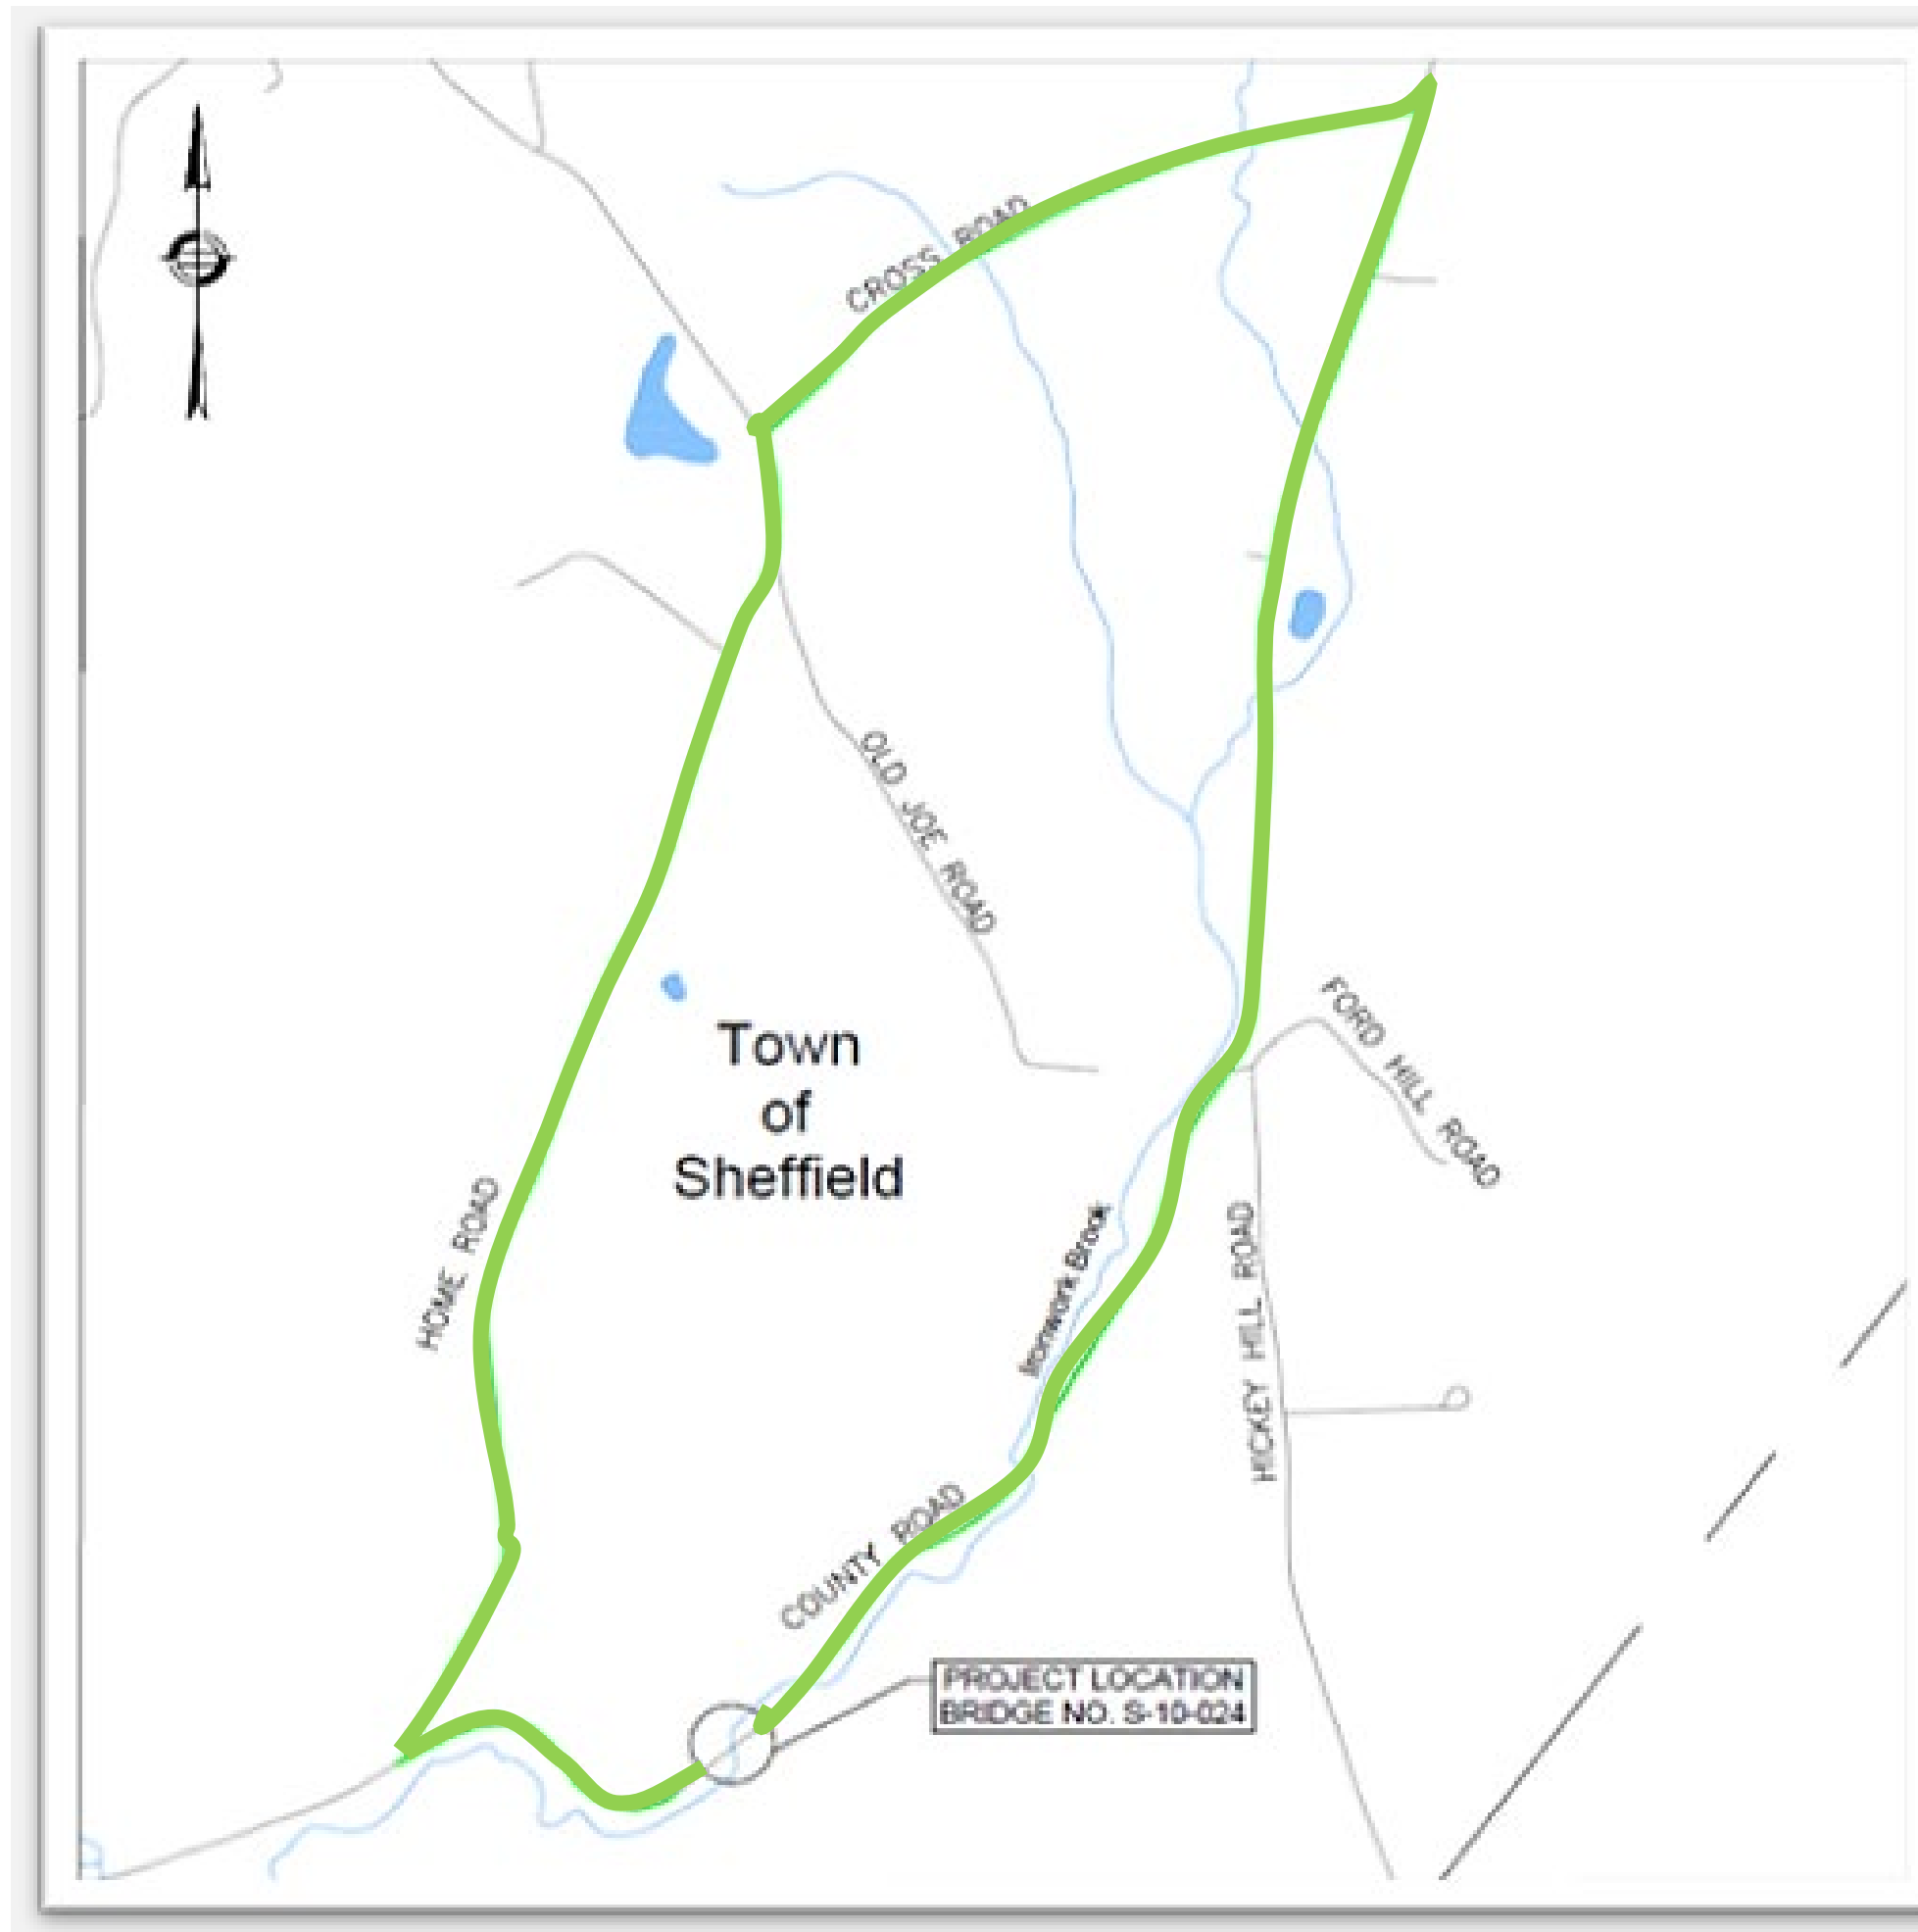 CROSS ROAD
OLD JOE ROAD
FORD HILL ROAD
Town
of
Sheffield
HOME ROAD
Ironwork Brook
HICKEY HILL ROAD
COUNTY ROAD
PROJECT LOCATION
BRIDGE NO. S-10-024